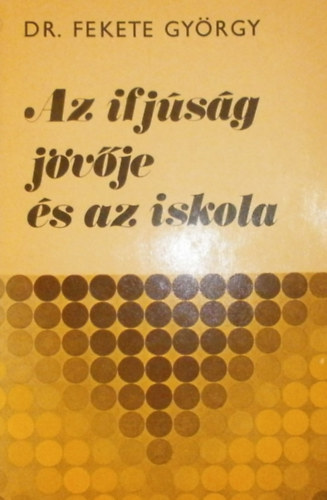 DR. FEKETE GYÖRGY
Az ifjúság
jövője
és az iskola